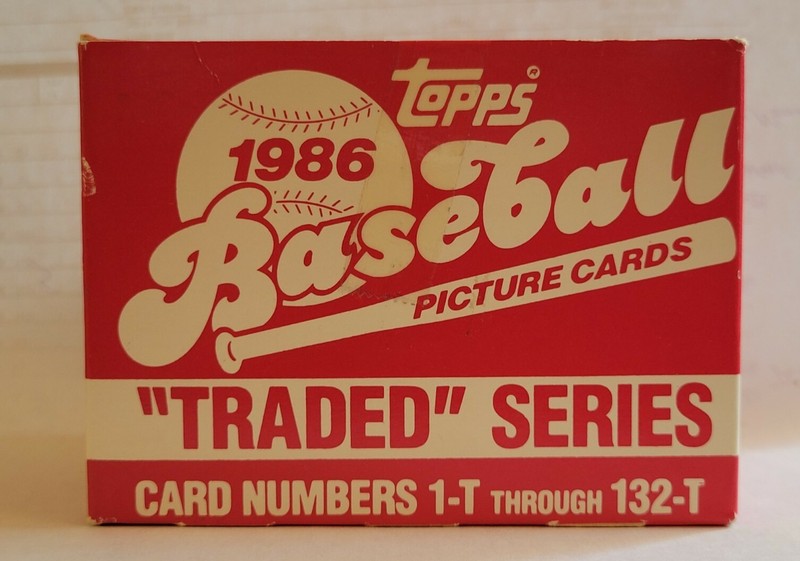 topps®
1986
Baseball
PICTURE CARDS
"TRADED" SERIES
CARD NUMBERS 1-T THROUGH 132-T